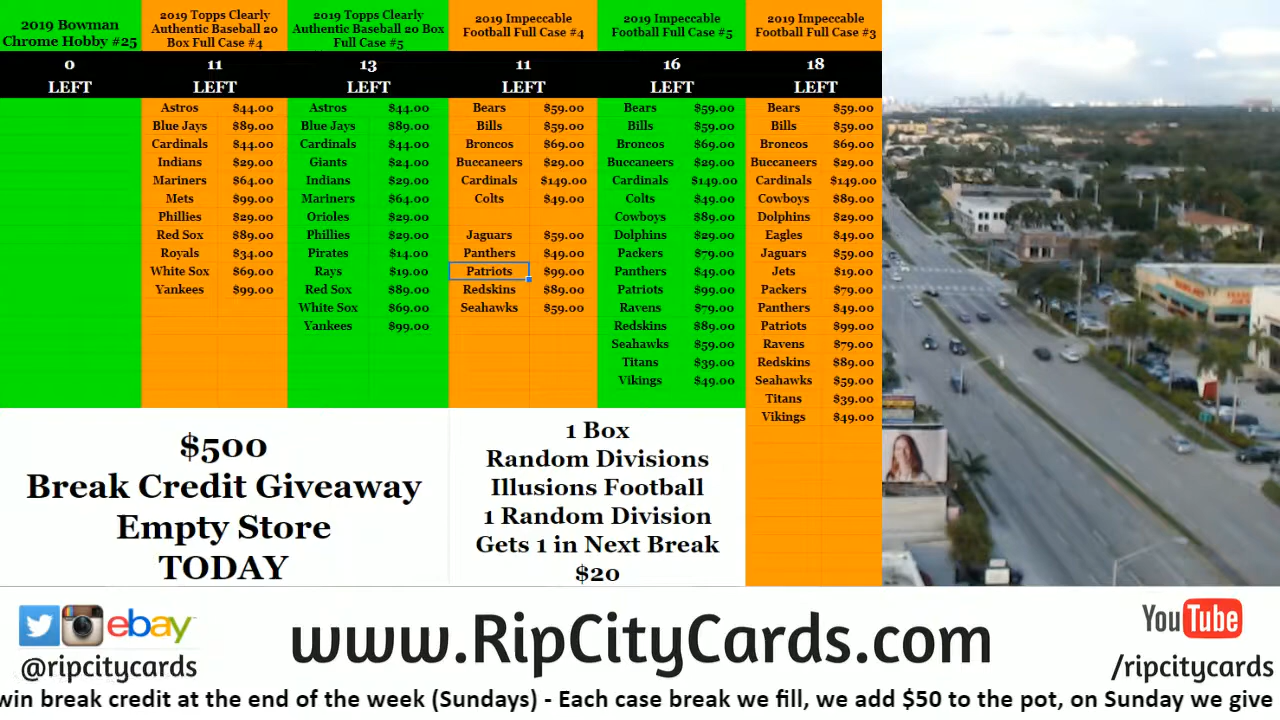 2019 Bowman
Chrome Hobby #25
0
LEFT
2019 Topps Clearly
Authentic Baseball 20
Box Full Case #4
11
LEFT
Astros $44.00
Blue Jays $89.00
Cardinals $44.00
Indians $29.00
Mariners $64.00
Mets $99.00
Phillies $29.00
Red Sox $89.00
Royals $34.00
White Sox $69.00
Yankees $99.00
2019 Topps Clearly
Authentic Baseball 20 Box
Full Case #5
13
LEFT
Astros $44.00
Blue Jays $89.00
Cardinals $44.00
Giants $24.00
Indians $29.00
Mariners $64.00
Orioles $29.00
Phillies $29.00
Pirates $14.00
Rays $19.00
Red Sox $89.00
White Sox $69.00
Yankees $99.00
2019 Impeccable
Football Full Case #4
11
LEFT
Bears $59.00
Bills $59.00
Broncos $69.00
Buccaneers $29.00
Cardinals $149.00
Colts $49.00
Jaguars $59.00
Panthers $49.00
Patriots $99.00
Redskins $89.00
Seahawks $59.00
2019 Impeccable
Football Full Case #5
16
LEFT
Bears $59.00
Bills $59.00
Broncos $69.00
Buccaneers $29.00
Cardinals $149.00
Colts $49.00
Cowboys $89.00
Dolphins $29.00
Packers $79.00
Panthers $49.00
Patriots $99.00
Ravens $79.00
Redskins $89.00
Seahawks $59.00
Titans $39.00
Vikings $49.00
2019 Impeccable
Football Full Case #3
18
LEFT
Bears $59.00
Bills $59.00
Broncos $69.00
Buccaneers $29.00
Cardinals $149.00
Cowboys $89.00
Dolphins $29.00
Eagles $49.00
Jaguars $59.00
Jets $19.00
Packers $79.00
Panthers $49.00
Patriots $99.00
Ravens $79.00
Redskins $89.00
Seahawks $59.00
Titans $39.00
Vikings $49.00
$500
Break Credit Giveaway
Empty Store
TODAY
1 Box
Random Divisions
Illusions Football
1 Random Division
Gets 1 in Next Break
$20
ebay
@ripcitycards
www.RipCityCards.com
YouTube
/ripcitycards
win break credit at the end of the week (Sundays) - Each case break we fill, we add $50 to the pot, on Sunday we give